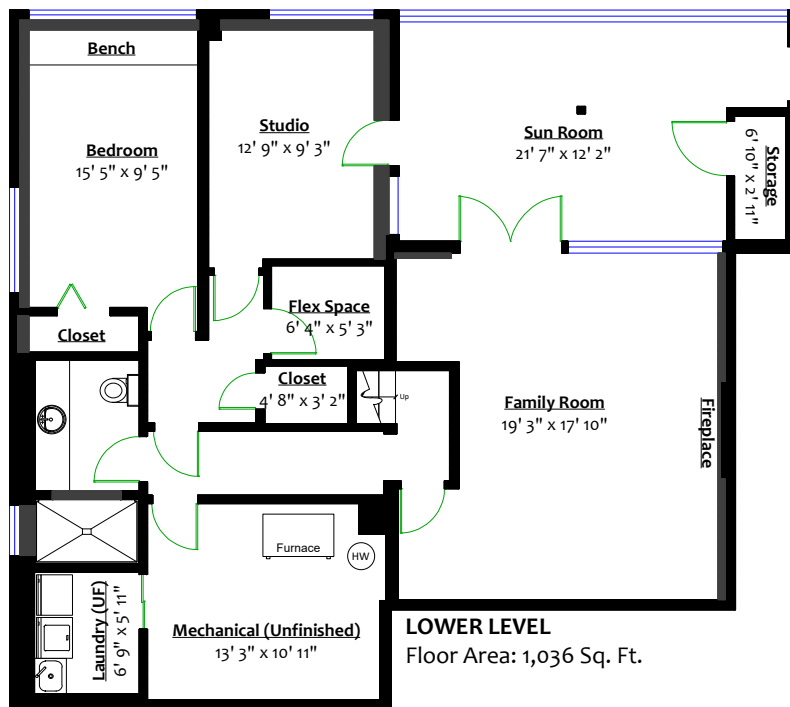 Bench
Bedroom
15' 5" x 9' 5"
Studio
12' 9" x 9' 3"
Sun Room
21' 7" x 12' 2"
Storage
6' 10" x 2' 11"
Closet
Flex Space
6' 4" x 5' 3"
Closet
4' 8" x 3' 2"
Up
Family Room
19' 3" x 17' 10"
Fireplace
Furnace
HW
Laundry (UF)
6' 9" x 5' 11"
Mechanical (Unfinished)
13' 3" x 10' 11"
LOWER LEVEL
Floor Area: 1,036 Sq. Ft.